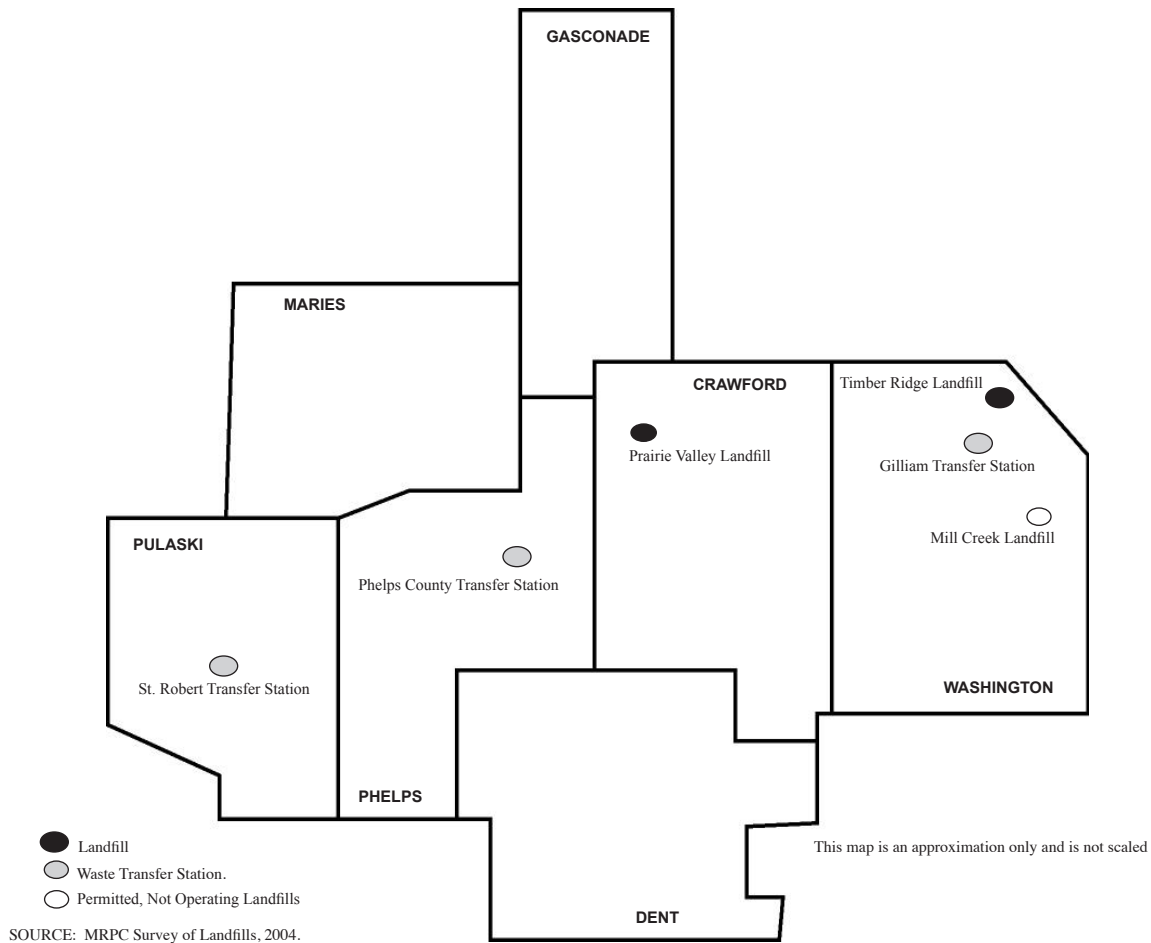 GASCONADE
MARIES
CRAWFORD
Timber Ridge Landfill
Prairie Valley Landfill
Gilliam Transfer Station
PULASKI
Mill Creek Landfill
Phelps County Transfer Station
St. Robert Transfer Station
WASHINGTON
PHELPS
Landfill
This map is an approximation only and is not scaled
Waste Transfer Station.
Permitted, Not Operating Landfills
DENT
SOURCE: MRPC Survey of Landfills, 2004.